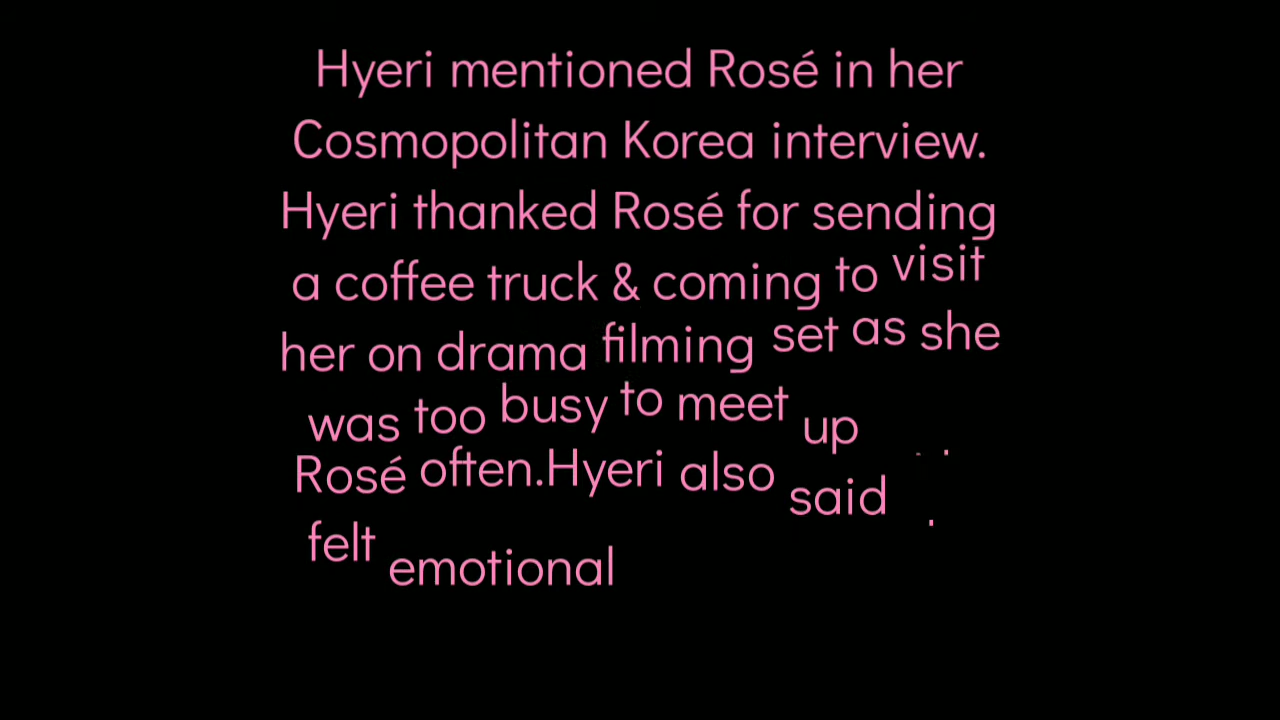 Hyeri mentioned Rosé in her
Cosmopolitan Korea interview.
Hyeri thanked Rosé for sending
a coffee truck & coming to visit
her on drama filming set as she
was too busy to meet up
Rosé often.Hyeri also said
felt emotional